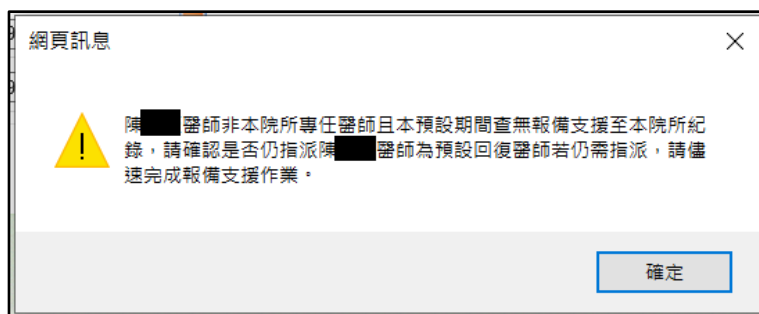 網頁訊息
陳醫師非本院所專任醫師且本預設期間查無報備支援至本院所紀
錄，請確認是否仍指派陳醫師為預設回復醫師若仍需指派，請儘
速完成報備支援作業。
確定